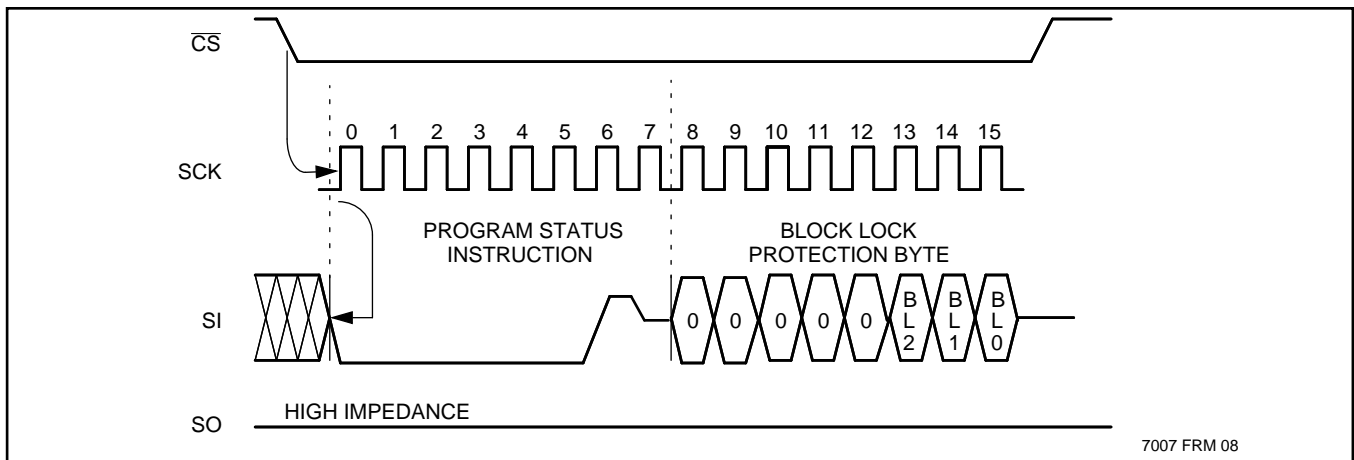 CS
0 1 2 3 4 5 6 7 8 9 10 11 12 13 14 15
SCK
PROGRAM STATUS
INSTRUCTION
BLOCK LOCK
PROTECTION BYTE
SI
0 0 0 0 0 BL2 BL1 BL0
HIGH IMPEDANCE
SO
7007 FRM 08